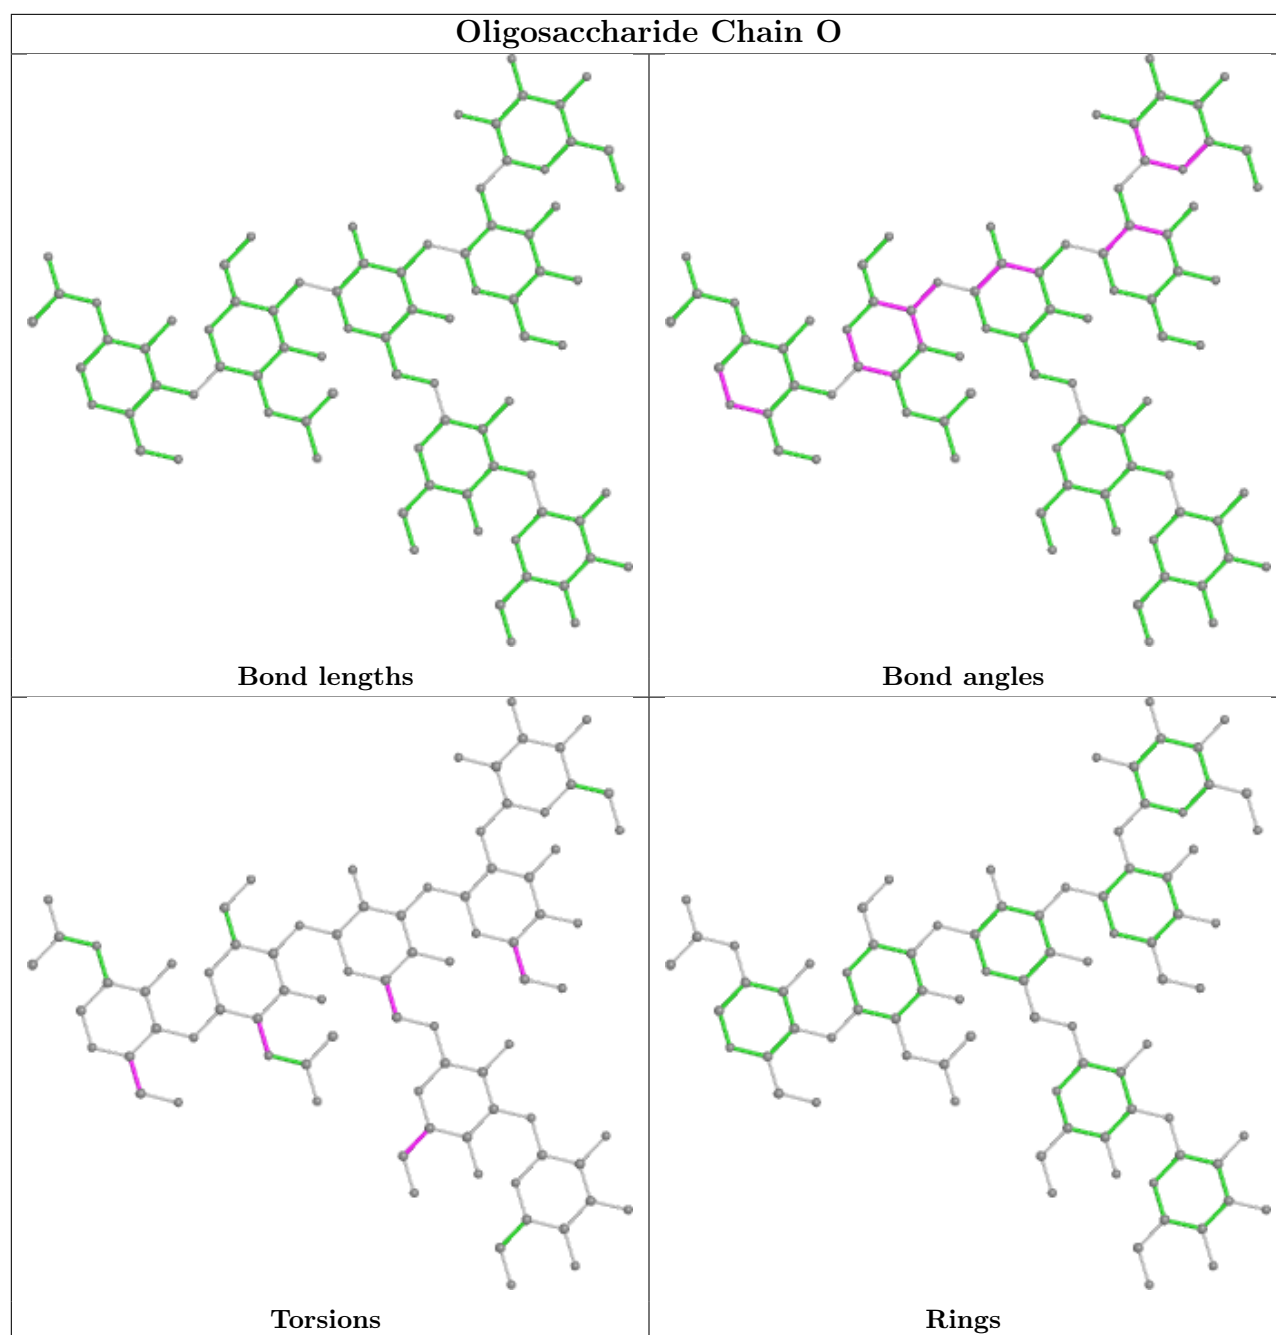 Oligosaccharide Chain O
Bond lengths
Bond angles
Torsions
Rings